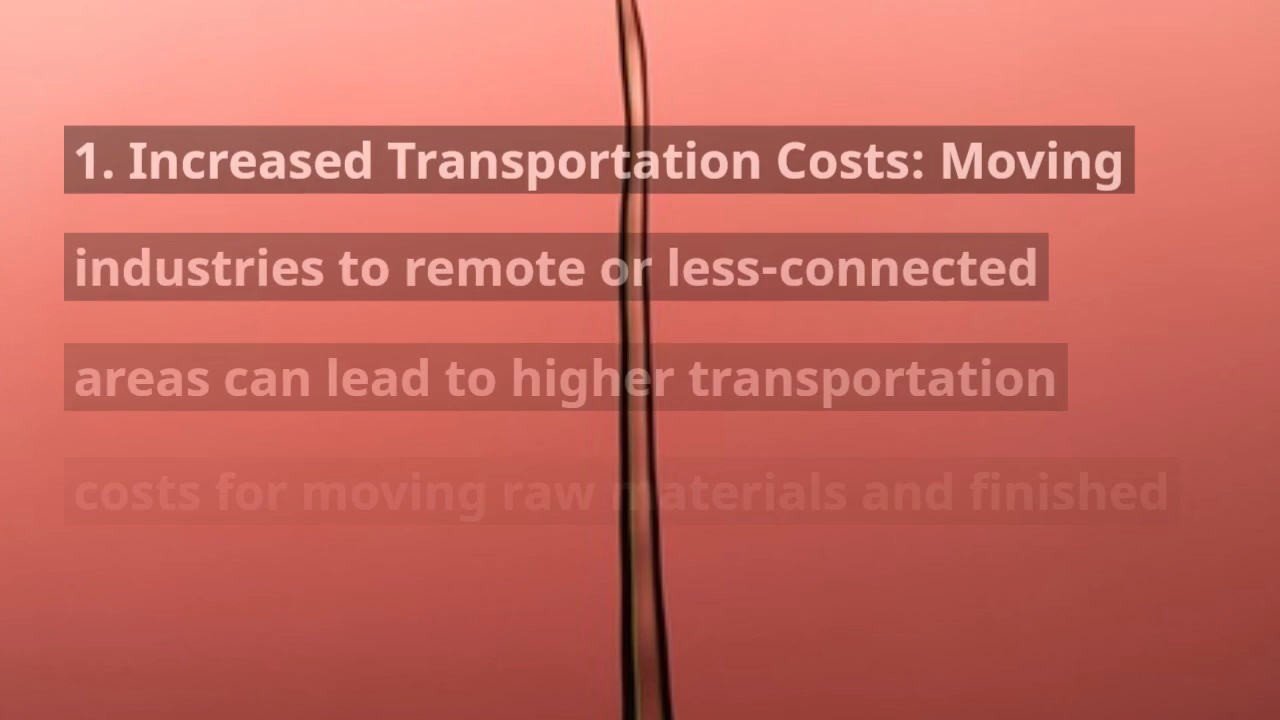 1. Increased Transportation Costs: Moving
industries to remote or less-connected
areas can lead to higher transportation
costs for moving raw materials and finished